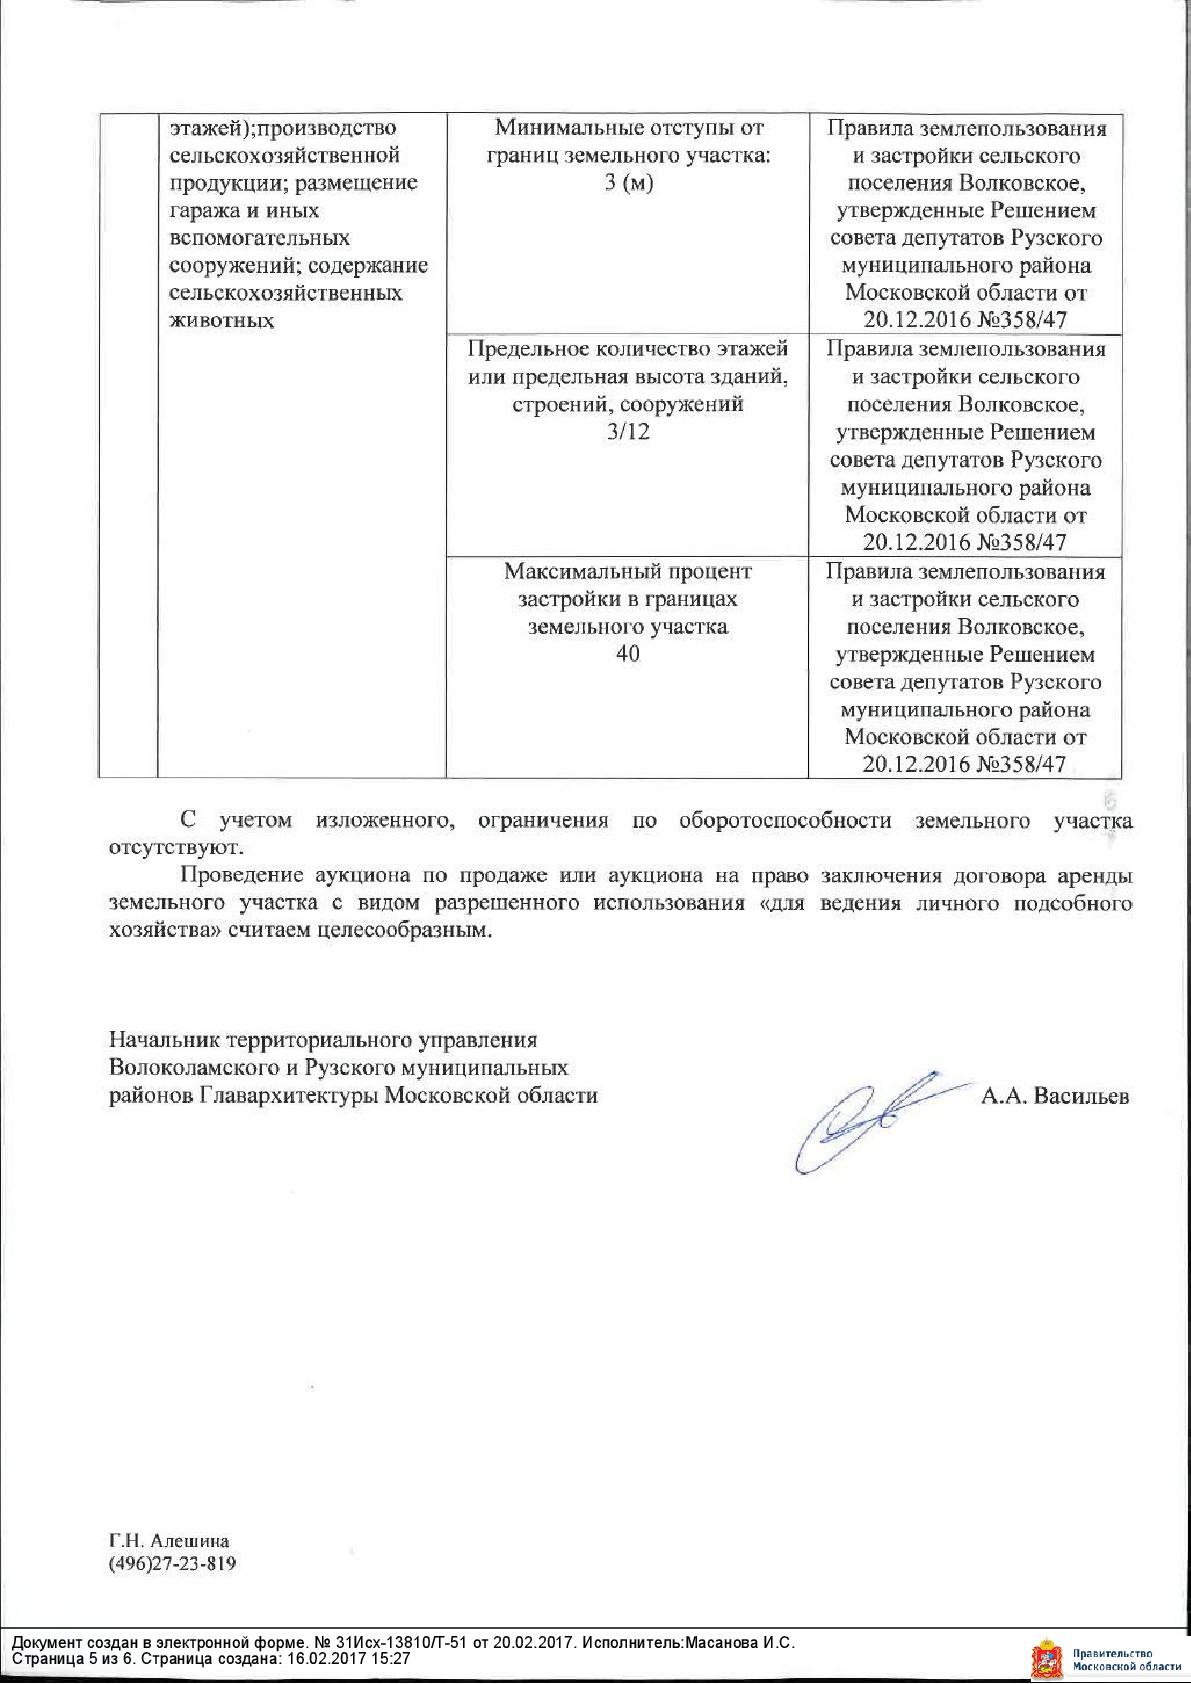 этажей);производство
сельскохозяйственной
продукции; размещение
гаража и иных
вспомогательных
сооружений; содержание
сельскохозяйственных
животных
Минимальные отступы от
границ земельного участка:
3 (м)
Правила землепользования
и застройки сельского
поселения Волковское,
утвержденные Решением
совета депутатов Рузского
муниципального района
Московской области от
20.12.2016 №358/47
Предельное количество этажей
или предельная высота зданий,
строений, сооружений
3/12
Правила землепользования
и застройки сельского
поселения Волковское,
утвержденные Решением
совета депутатов Рузского
муниципального района
Московской области от
20.12.2016 №358/47
Максимальный процент
застройки в границах
земельного участка
40
Правила землепользования
и застройки сельского
поселения Волковское,
утвержденные Решением
совета депутатов Рузского
муниципального района
Московской области от
20.12.2016 №358/47
С учетом изложенного, ограничения по оборотоспособности земельного участка
отсутствуют.
Проведение аукциона по продаже или аукциона на право заключения договора аренды
земельного участка с видом разрешенного использования «для ведения личного подсобного
хозяйства» считаем целесообразным.
Начальник территориального управления
Волоколамского и Рузского муниципальных
районов Главархитектуры Московской области
А.А. Васильев
Г.Н. Алешина
(496)27-23-819
Документ создан в электронной форме. № 31Исх-13810/Т-51 от 20.02.2017. Исполнитель:Масанова И.С.
Страница 5 из 6. Страница создана: 16.02.2017 15:27
Правительство
Московской области